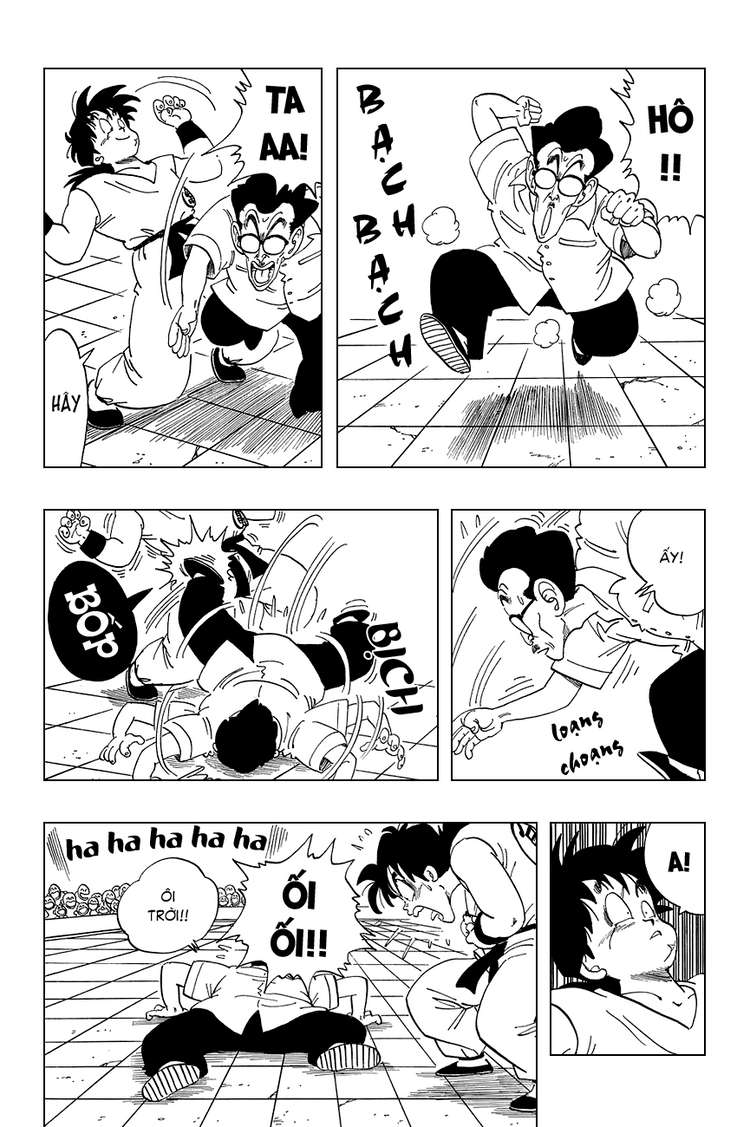 HÔ
!!
BẠCH
BẠCH
TA
AA!
HÂY
ẤY!
loạng
choạng
BỊCH
BỐP
A!
ỐI
ỐI!!
ÔI
TRỜI!!
ha ha ha ha ha